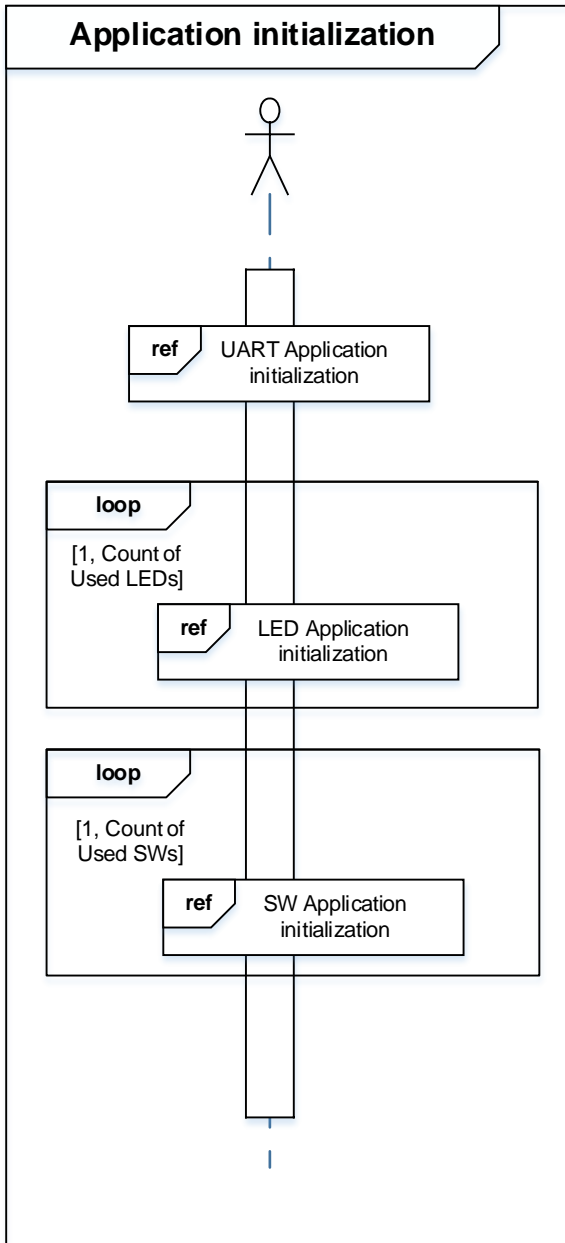 Application initialization
ref
UART Application
initialization
loop
[1, Count of
Used LEDs]
ref
LED Application
initialization
loop
[1, Count of
Used SWs]
ref
SW Application
initialization